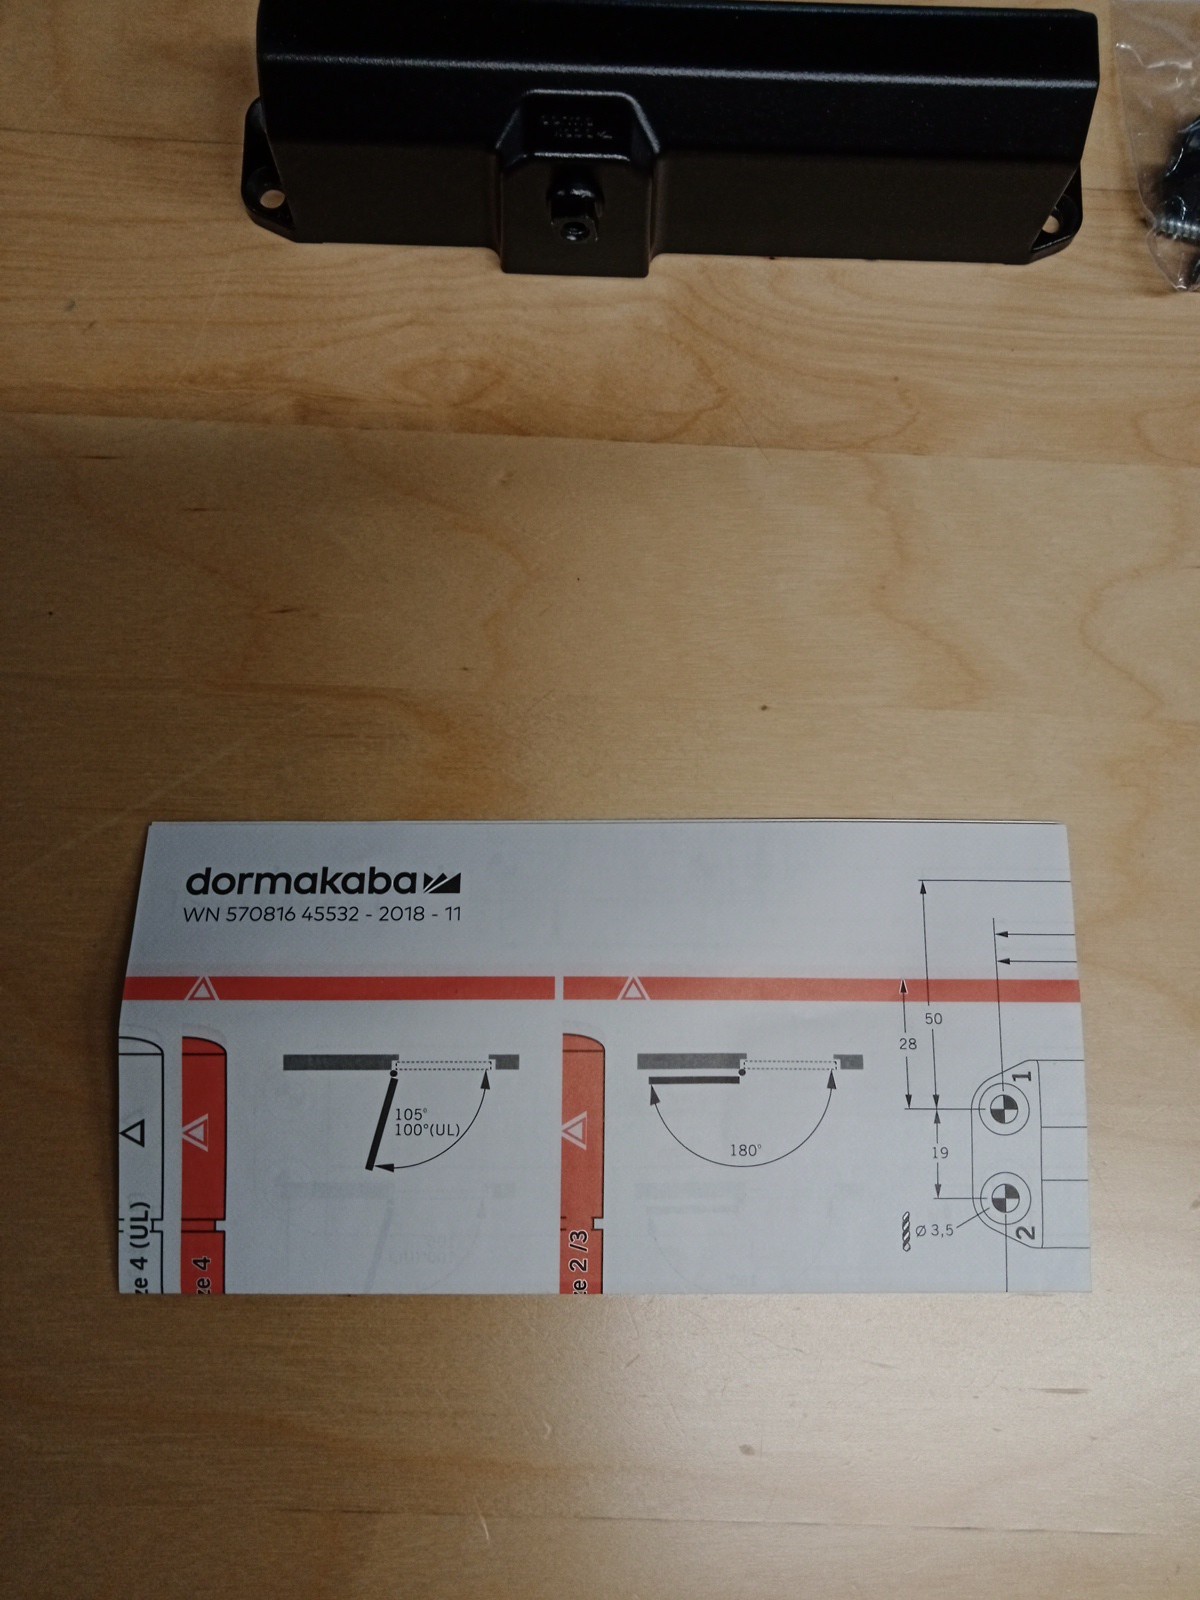 dormakaba
WN 570816 45532 - 2018 - 11
50
28
105°
100°(UL)
180°
19
ø 3,5
1
2
ze 4 (UL)
ze 4
e 2 /3